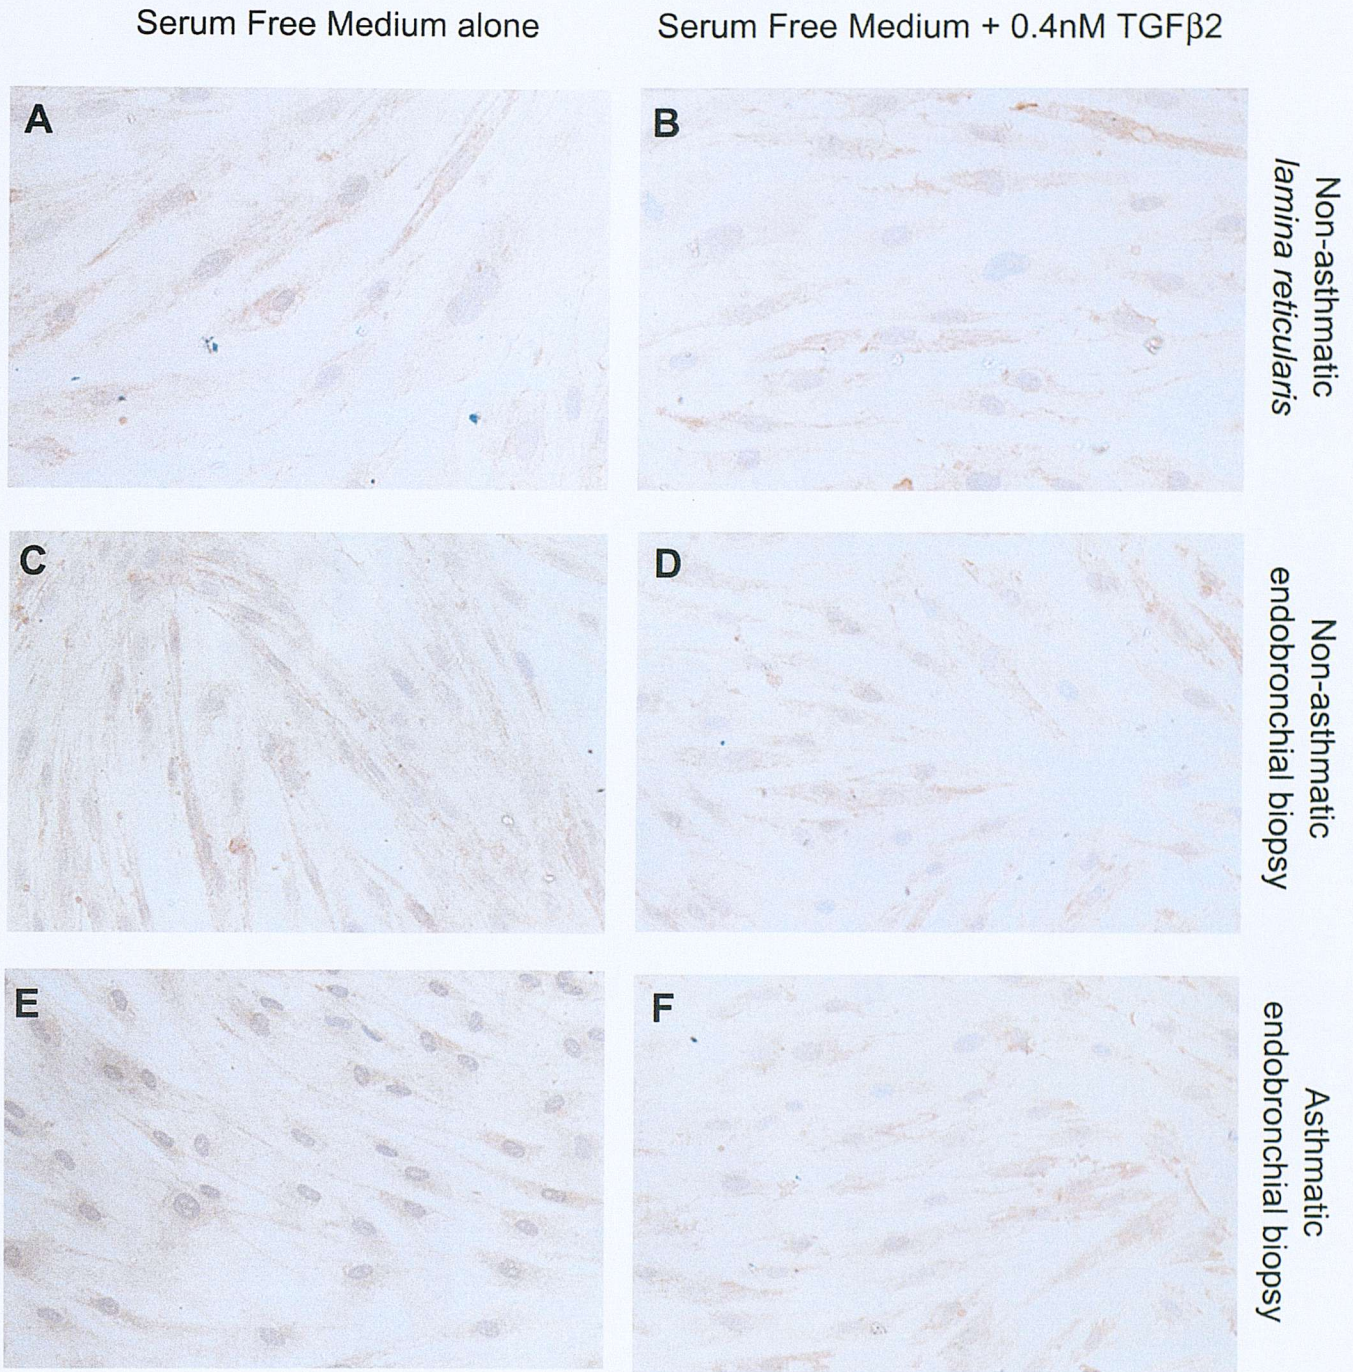 Serum Free Medium alone
Serum Free Medium + 0.4nM TGFβ2
A
B
Non-asthmatic
lamina reticularis
C
D
Non-asthmatic
endobronchial biopsy
E
F
Asthmatic
endobronchial biopsy